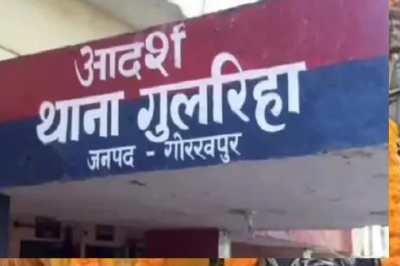 आदर्श
थाना गुलरिहा
जनपद - गोरखपुर